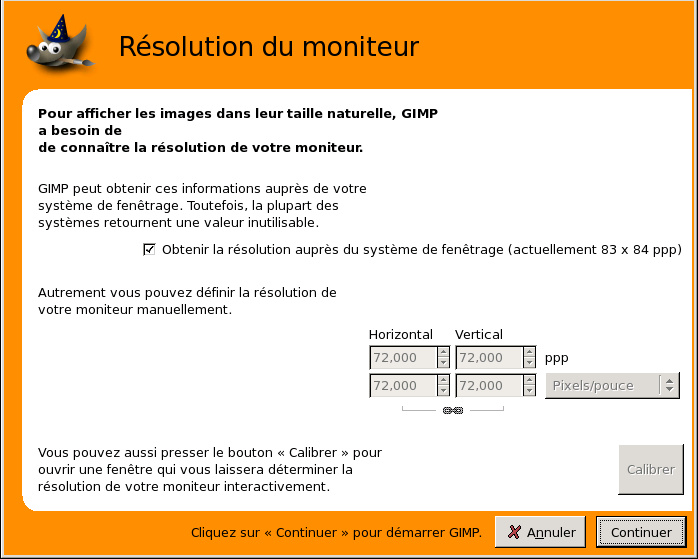 Résolution du moniteur
Pour afficher les images dans leur taille naturelle, GIMP
a besoin de
de connaître la résolution de votre moniteur.
GIMP peut obtenir ces informations auprès de votre
système de fenêtrage. Toutefois, la plupart des
systèmes retournent une valeur inutilisable.
Obtenir la résolution auprès du système de fenêtrage (actuellement 83 x 84 ppp)
Autrement vous pouvez définir la résolution de
votre moniteur manuellement.
Horizontal Vertical
72,000 72,000 ppp
72,000 72,000 Pixels/pouce
Vous pouvez aussi presser le bouton « Calibrer » pour
ouvrir une fenêtre qui vous laissera déterminer la
résolution de votre moniteur interactivement.
Calibrer
Cliquez sur « Continuer » pour démarrer GIMP. Annuler Continuer